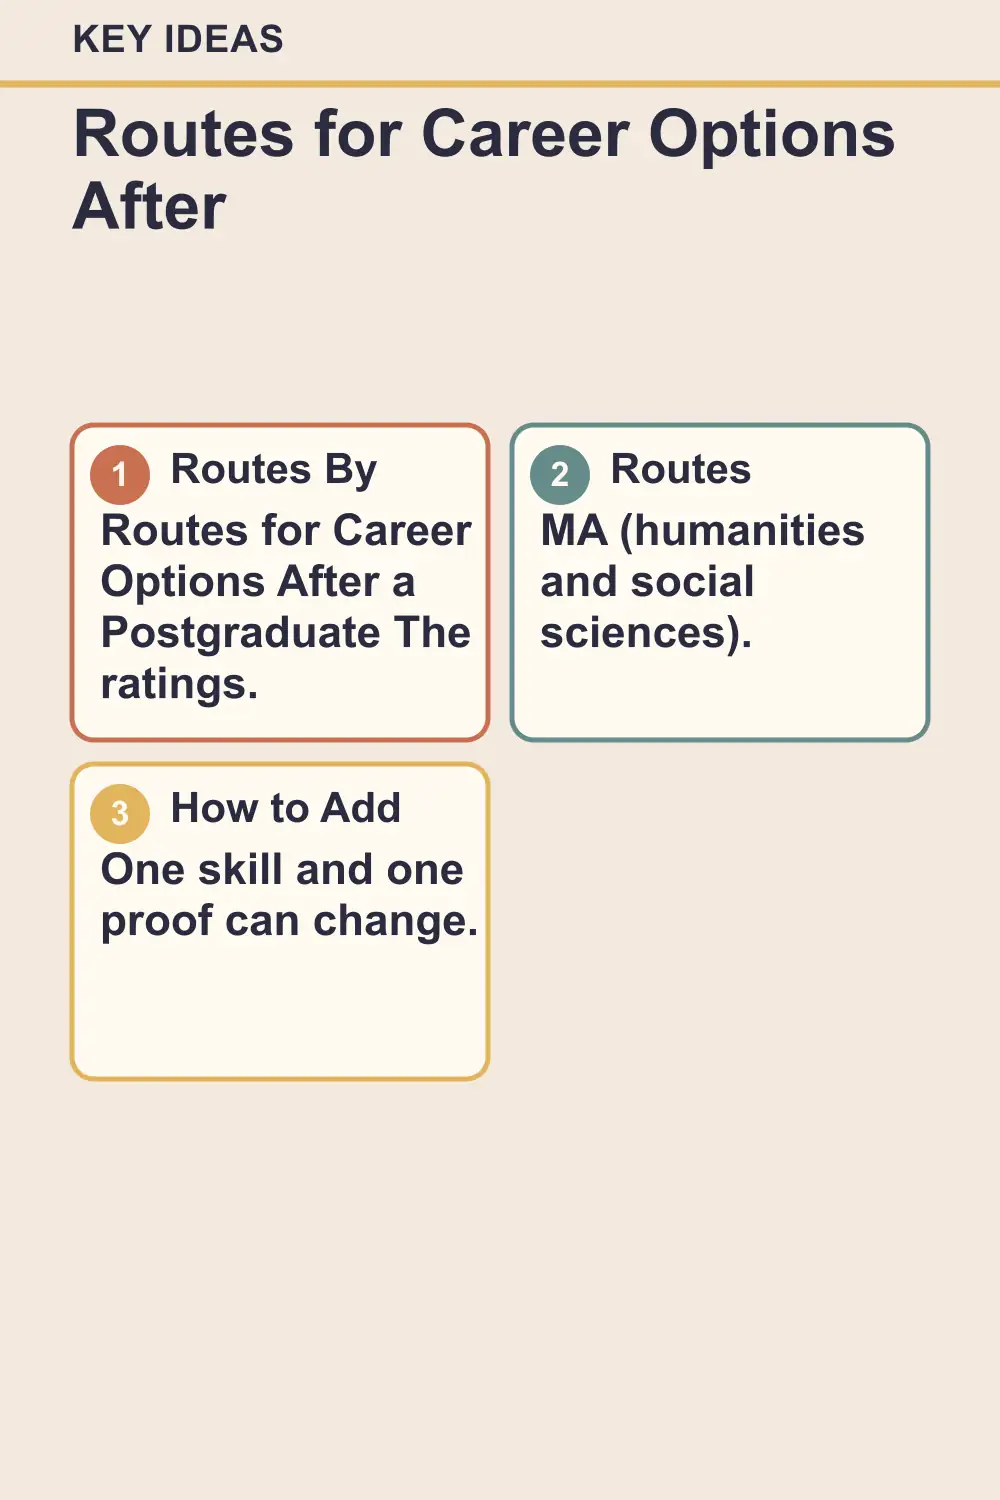 KEY IDEAS
Routes for Career Options
After
1 Routes By
Routes for Career
Options After a
Postgraduate The
ratings.
2 Routes
MA (humanities
and social
sciences).
3 How to Add
One skill and one
proof can change.